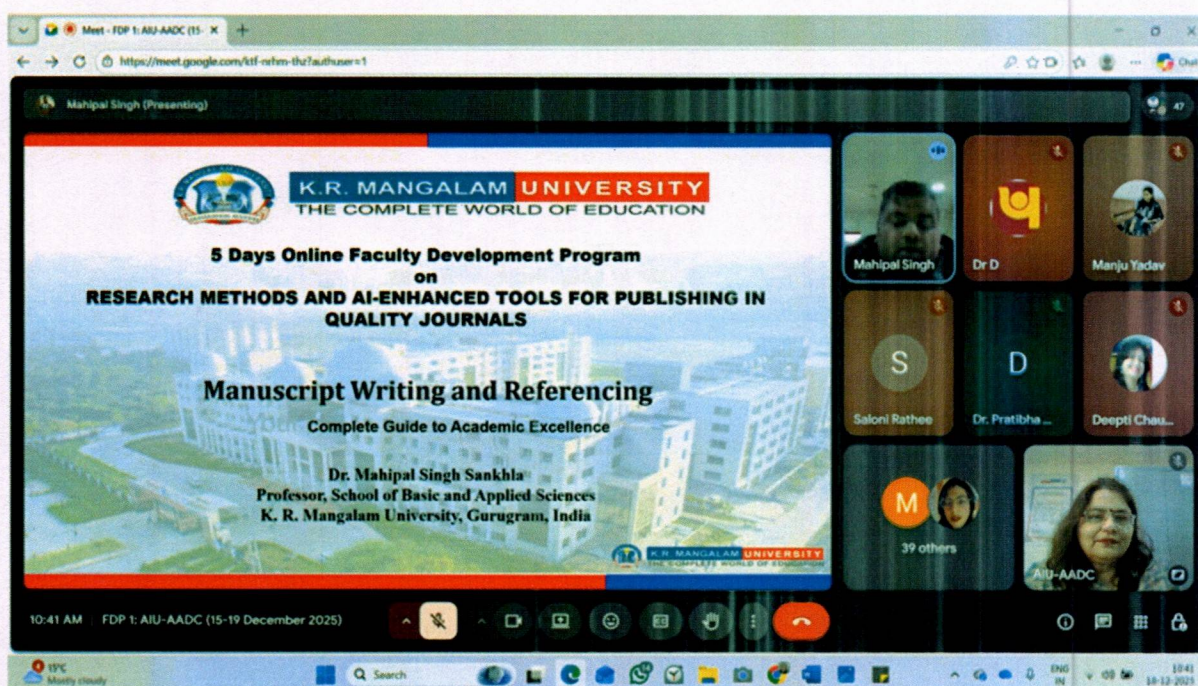 Meet - FDP 1: AIU-AADC (15-
https://meet.google.com/ktf-nrhm-thz?authuser=1
Chat
Mahipal Singh (Presenting)
47
K.R. MANGALAM UNIVERSITY
THE COMPLETE WORLD OF EDUCATION
5 Days Online Faculty Development Program
on
RESEARCH METHODS AND AI-ENHANCED TOOLS FOR PUBLISHING IN
QUALITY JOURNALS
Manuscript Writing and Referencing
Complete Guide to Academic Excellence
Dr. Mahipal Singh Sankhla
Professor, School of Basic and Applied Sciences
K. R. Mangalam University, Gurugram, India
K.R. MANGALAM UNIVERSITY
THE COMPLETE WORLD OF EDUCATION
Mahipal Singh
Dr D
Manju Yadav
S
Saloni Rathee
D
Dr. Pratibha ...
Deepti Chau...
M
39 others
AIU-AADC
10:41 AM | FDP 1: AIU-AADC (15-19 December 2025)
15°C
Mostly cloudy
Search
ENG
IN
10:41